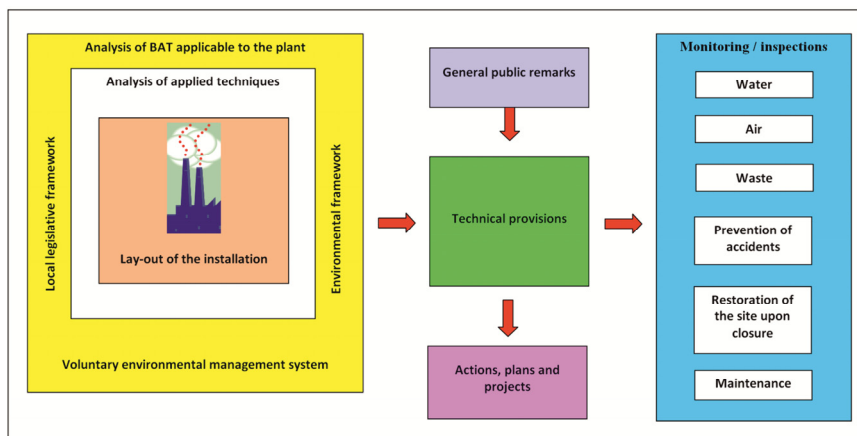 Analysis of BAT applicable to the plant
Analysis of applied techniques
Local legislative framework
Lay-out of the installation
Environmental framework
Voluntary environmental management system
General public remarks
Technical provisions
Actions, plans and
projects
Monitoring / inspections
Water
Air
Waste
Prevention of
accidents
Restoration of
the site upon
closure
Maintenance